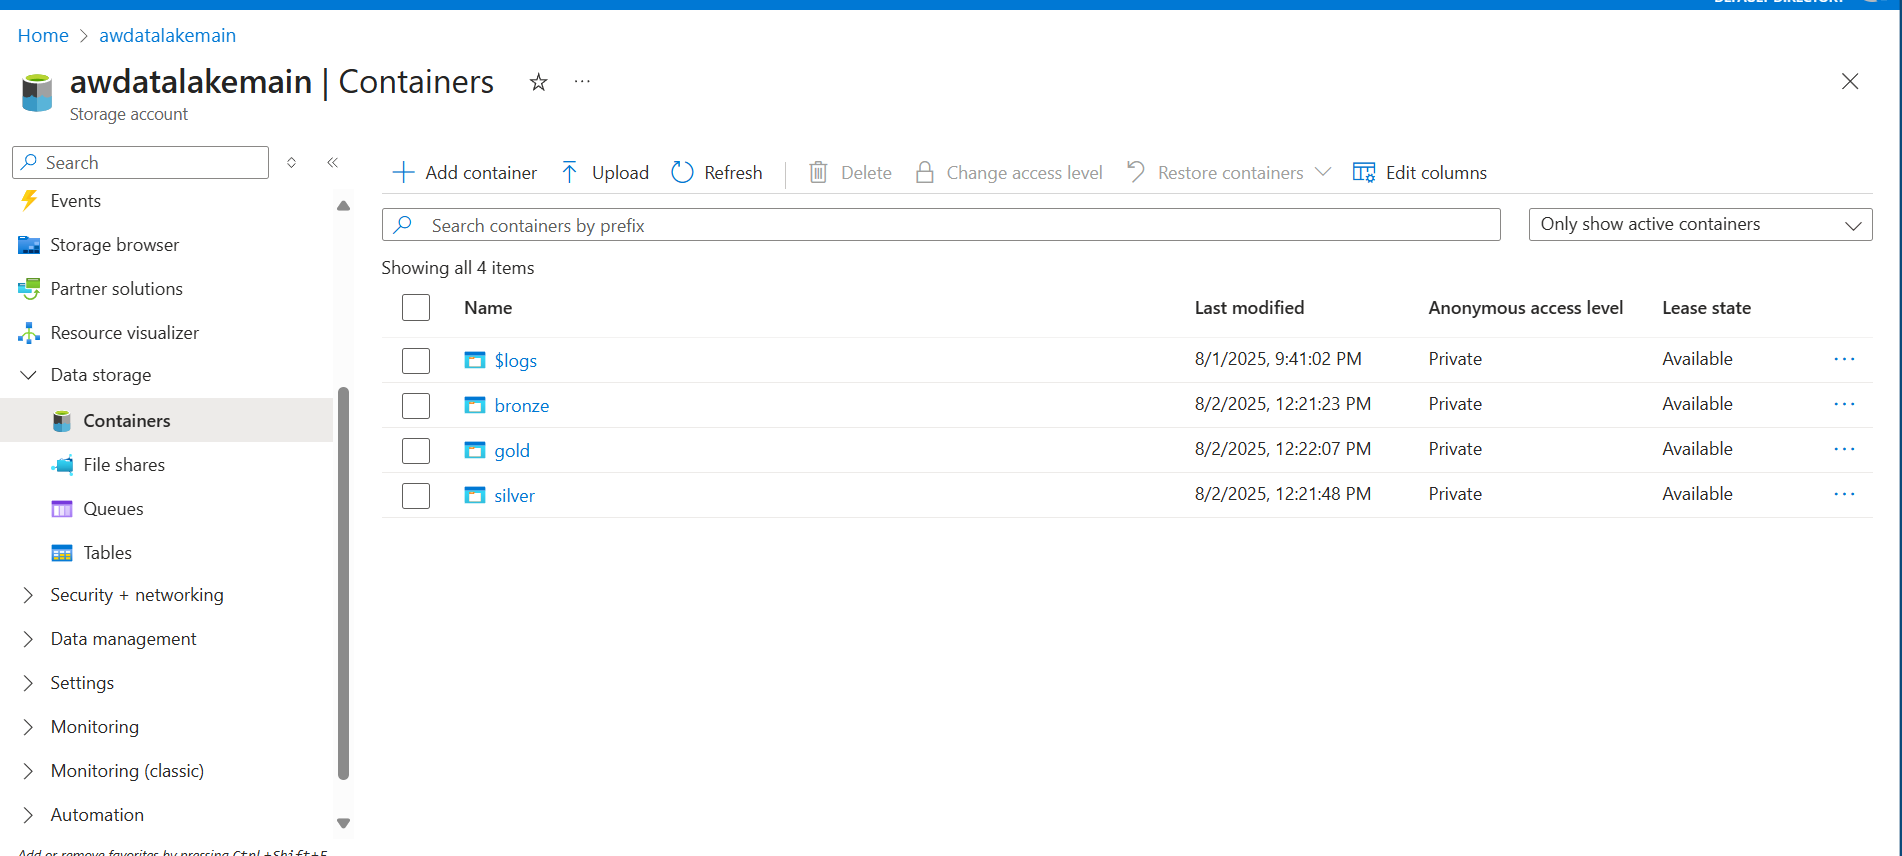 DEFAULT DIRECTORY
Home > awdatalakemain
awdatalakemain | Containers
Storage account
Search
Events
Storage browser
Partner solutions
Resource visualizer
Data storage
Containers
File shares
Queues
Tables
Security + networking
Data management
Settings
Monitoring
Monitoring (classic)
Automation
Add or remove favorites by pressing Ctrl+Shift+F
Add container Upload Refresh Delete Change access level Restore containers Edit columns
Search containers by prefix Only show active containers
Showing all 4 items
Name Last modified Anonymous access level Lease state
$logs 8/1/2025, 9:41:02 PM Private Available
bronze 8/2/2025, 12:21:23 PM Private Available
gold 8/2/2025, 12:22:07 PM Private Available
silver 8/2/2025, 12:21:48 PM Private Available